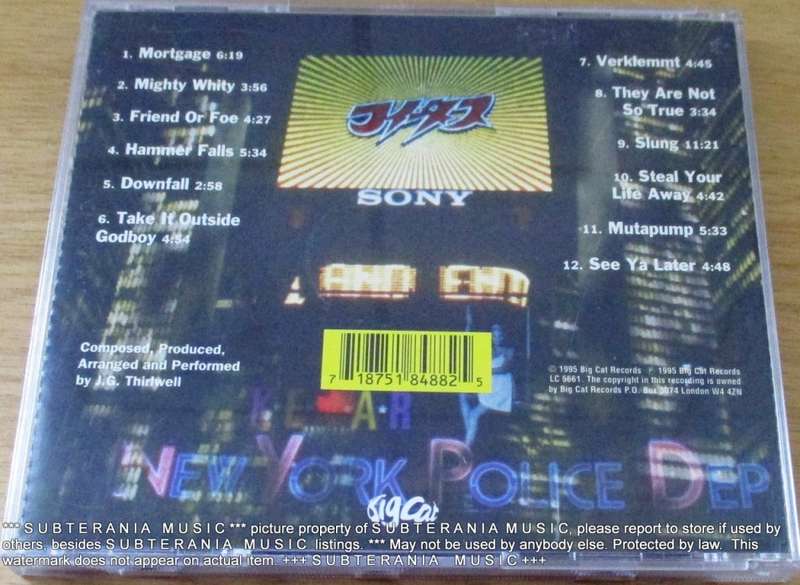 1. Mortgage 6:19
2. Mighty Whity 3:56
3. Friend Or Foe 4:27
4. Hammer Falls 5:34
5. Downfall 2:58
6. Take It Outside
Godboy 4:54
7. Verklemmt 4:45
8. They Are Not
So True 3:34
9. Slung 11:21
10. Steal Your
Life Away 4:42
11. Mutapump 5:33
12. See Ya Later 4:48
フィータス
SONY
Composed, Produced,
Arranged and Performed
by J.G. Thirlwell
7 18751 84882 5
© 1995 Big Cat Records ℗ 1995 Big Cat Records
LC 5661. The copyright in this recording is owned
by Big Cat Records P.O. Box 3074 London W4 4ZN
NEW YORK POLICE DEP
Big Cat
*** S U B T E R A N I A M U S I C *** picture property of S U B T E R A N I A M U S I C, please report to store if used by
others, besides S U B T E R A N I A M U S I C listings. *** May not be used by anybody else. Protected by law. This
watermark does not appear on actual item. +++ S U B T E R A N I A M U S I C +++